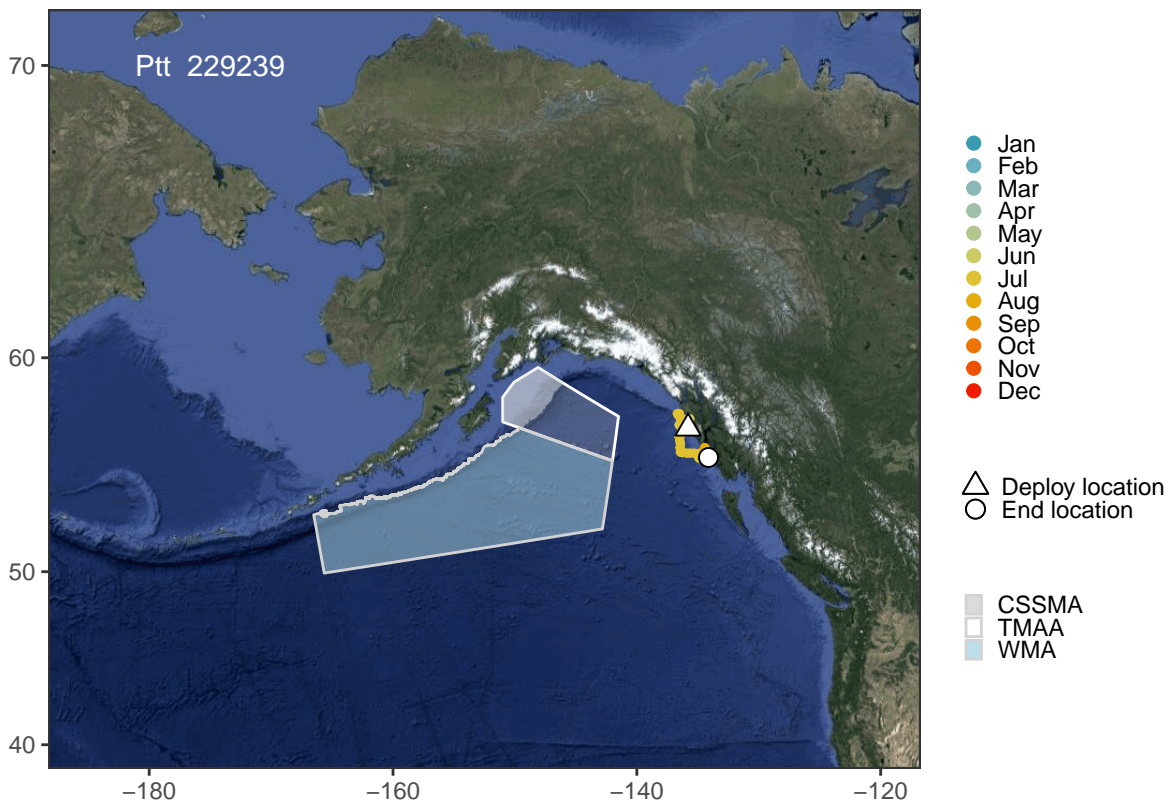 Ptt 229239
70
60
50
40
−180
−160
−140
−120
Jan
Feb
Mar
Apr
May
Jun
Jul
Aug
Sep
Oct
Nov
Dec
Deploy location
End location
CSSMA
TMAA
WMA